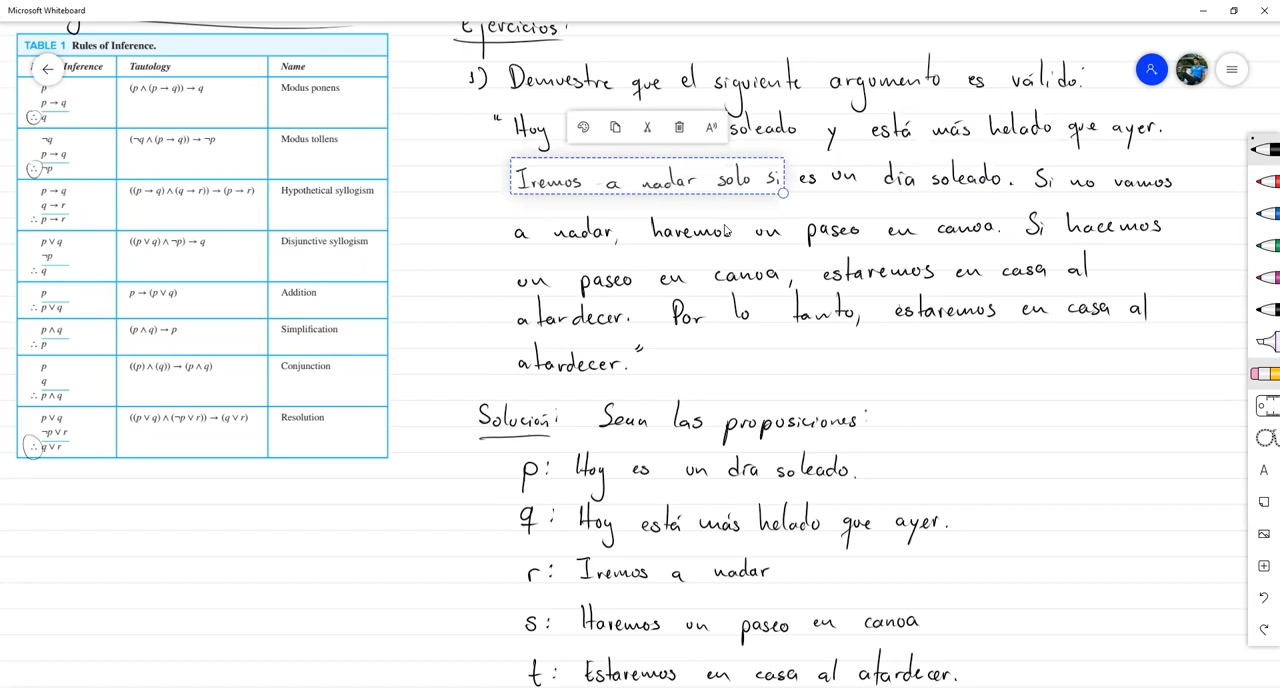 Microsoft Whiteboard
TABLE 1 Rules of Inference.
Inference Tautology Name
p
p → q
∴ q
(p ∧ (p → q)) → q
Modus ponens
¬q
p → q
∴ ¬p
(¬q ∧ (p → q)) → ¬p
Modus tollens
p → q
q → r
∴ p → r
((p → q) ∧ (q → r)) → (p → r)
Hypothetical syllogism
p ∨ q
¬p
∴ q
((p ∨ q) ∧ ¬p) → q
Disjunctive syllogism
p
∴ p ∨ q
p → (p ∨ q)
Addition
p ∧ q
∴ p
(p ∧ q) → p
Simplification
p
q
∴ p ∧ q
((p) ∧ (q)) → (p ∧ q)
Conjunction
p ∨ q
¬p ∨ r
∴ q ∨ r
((p ∨ q) ∧ (¬p ∨ r)) → (q ∨ r)
Resolution
Ejercicios:
1) Demuestre que el siguiente argumento es válido:
"Hoy soleado y está más helado que ayer.
Iremos a nadar solo si es un día soleado. Si no vamos
a nadar, haremos un paseo en canoa. Si hacemos
un paseo en canoa, estaremos en casa al
atardecer. Por lo tanto, estaremos en casa al
atardecer."
Solución: Sean las proposiciones:
p: Hoy es un día soleado.
q: Hoy está más helado que ayer.
r: Iremos a nadar
s: Haremos un paseo en canoa
t: Estaremos en casa al atardecer.